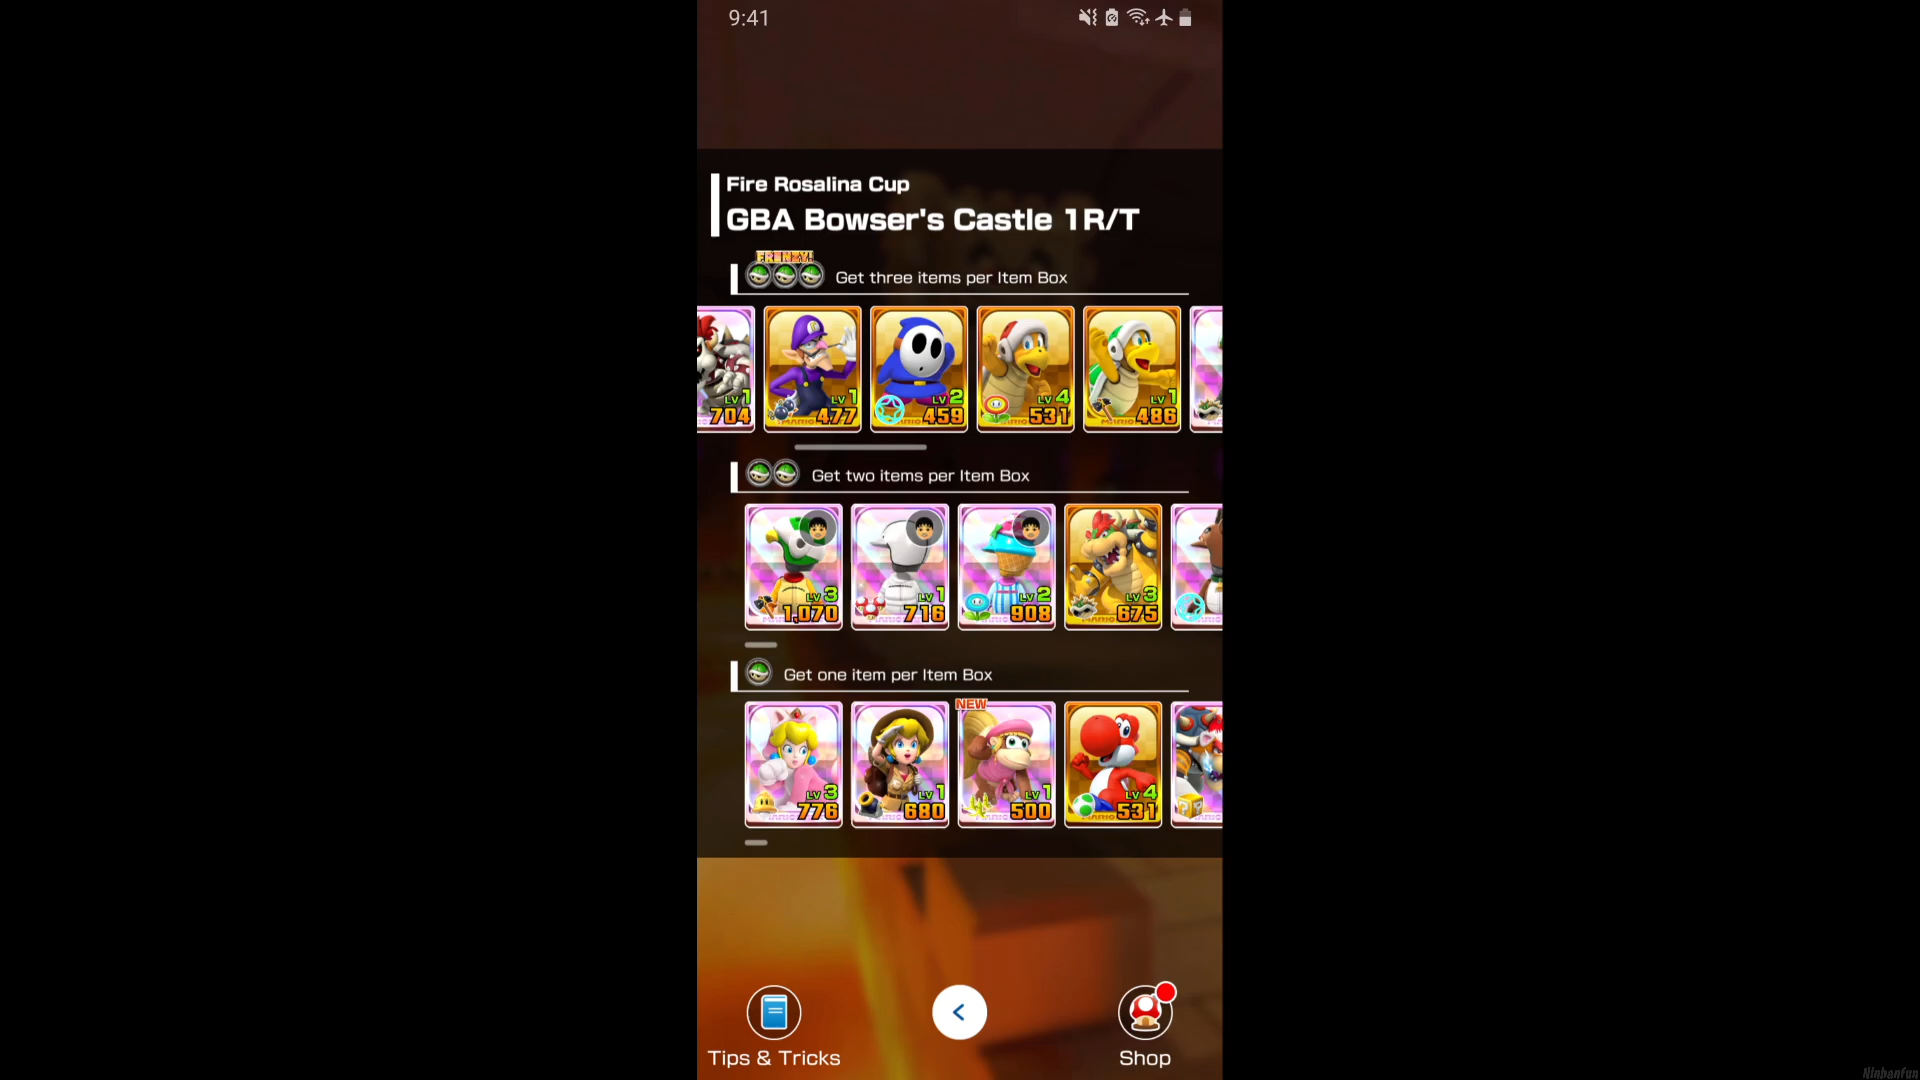 9:41
Fire Rosalina Cup
GBA Bowser's Castle 1R/T
FRENZY!
Get three items per Item Box
LV 1 LV 1 LV 2 LV 4 LV 1
704 477 459 531 486
Get two items per Item Box
LV 3 LV 1 LV 2 LV 3
1,070 716 908 675
Get one item per Item Box
NEW
LV 3 LV 1 LV 1 LV 4
776 680 500 531
Tips & Tricks
<
Shop
Ninbanfun